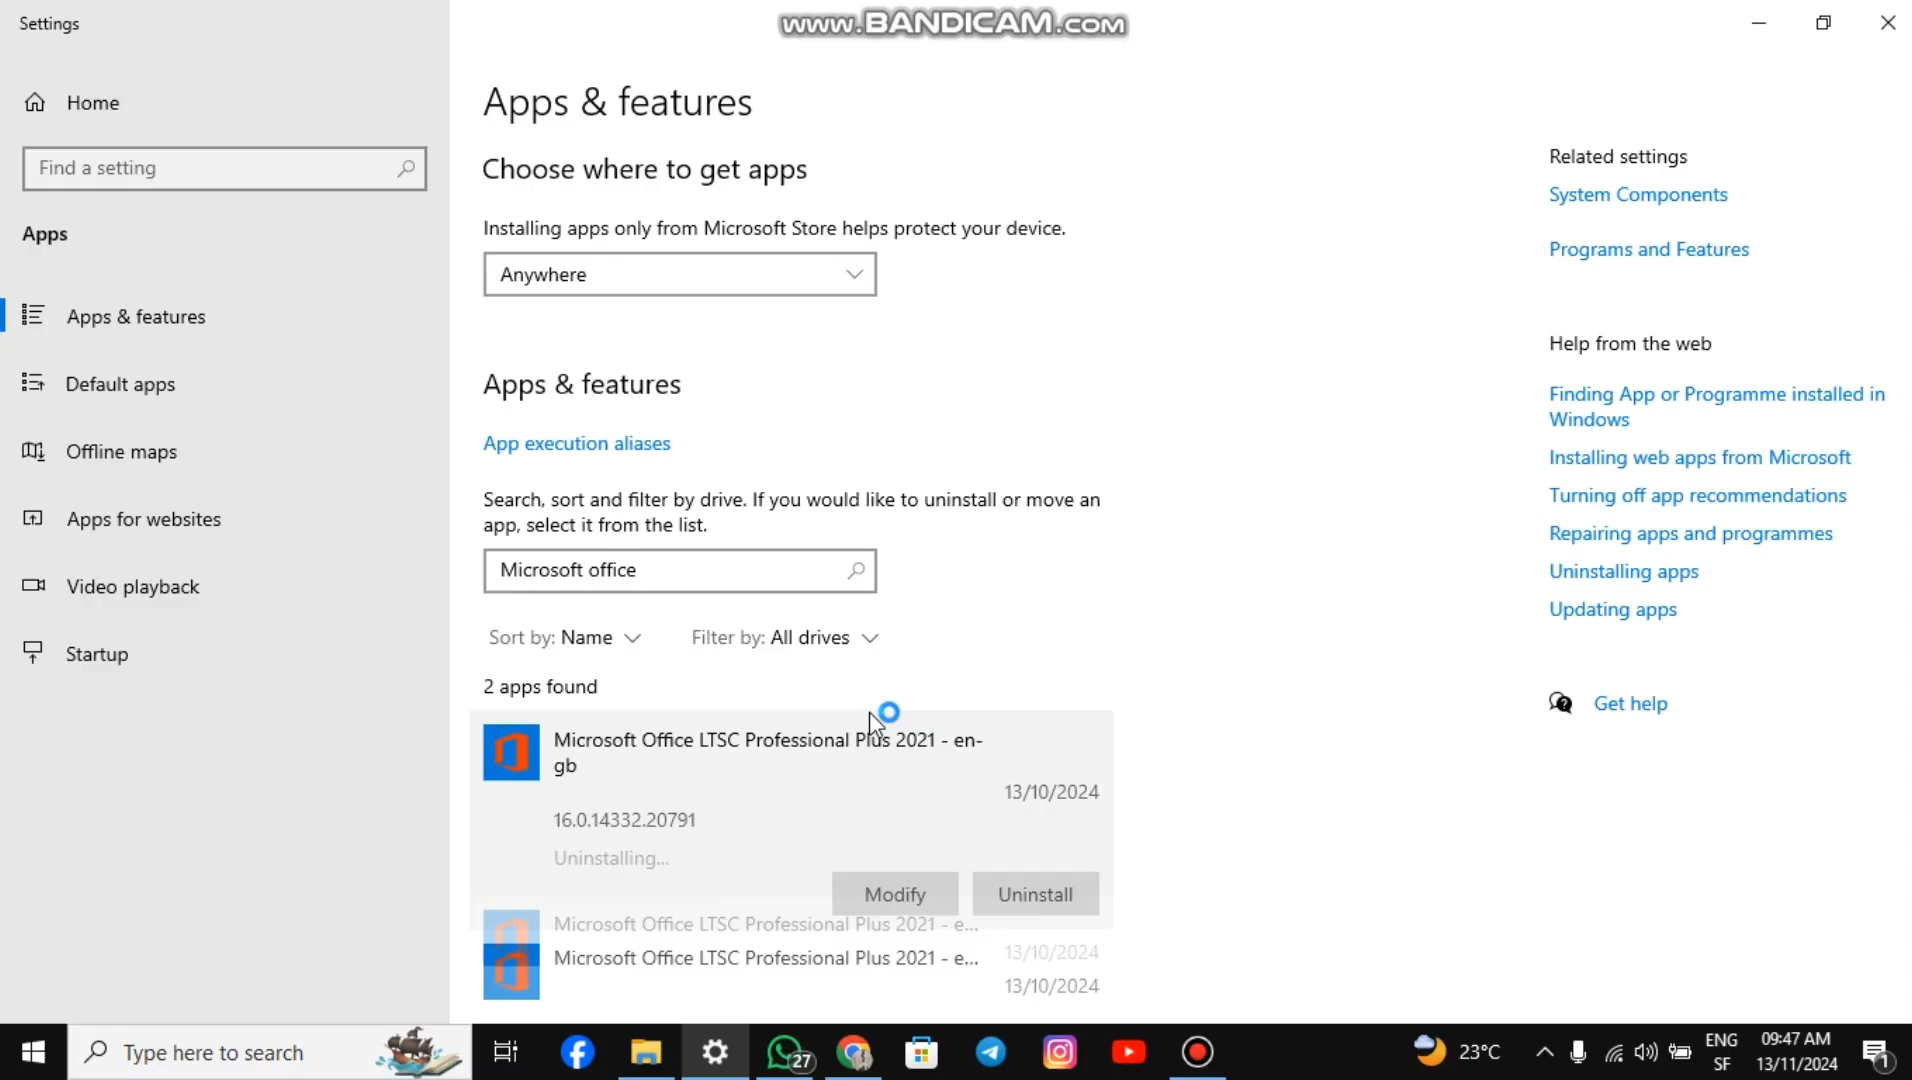 Settings
www.BANDICAM.com
Home
Find a setting
Apps
Apps & features
Default apps
Offline maps
Apps for websites
Video playback
Startup
Apps & features
Choose where to get apps
Installing apps only from Microsoft Store helps protect your device.
Anywhere
Apps & features
App execution aliases
Search, sort and filter by drive. If you would like to uninstall or move an
app, select it from the list.
Microsoft office
Sort by: Name
Filter by: All drives
2 apps found
Microsoft Office LTSC Professional Plus 2021 - en-
gb
13/10/2024
16.0.14332.20791
Uninstalling...
Modify
Uninstall
Microsoft Office LTSC Professional Plus 2021 - e...
13/10/2024
Microsoft Office LTSC Professional Plus 2021 - e...
13/10/2024
Related settings
System Components
Programs and Features
Help from the web
Finding App or Programme installed in
Windows
Installing web apps from Microsoft
Turning off app recommendations
Repairing apps and programmes
Uninstalling apps
Updating apps
Get help
Type here to search
27
23°C
ENG
SF
09:47 AM
13/11/2024
1